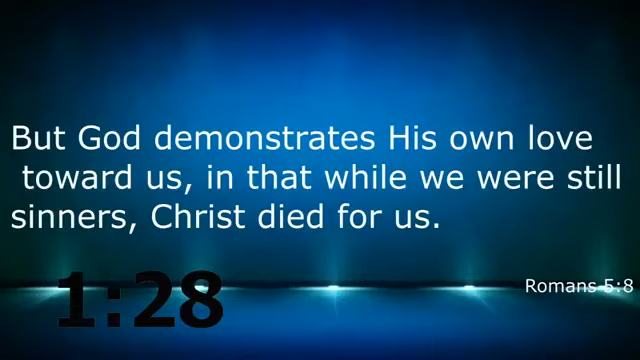 But God demonstrates His own love
toward us, in that while we were still
sinners, Christ died for us.
1:28
Romans 5:8